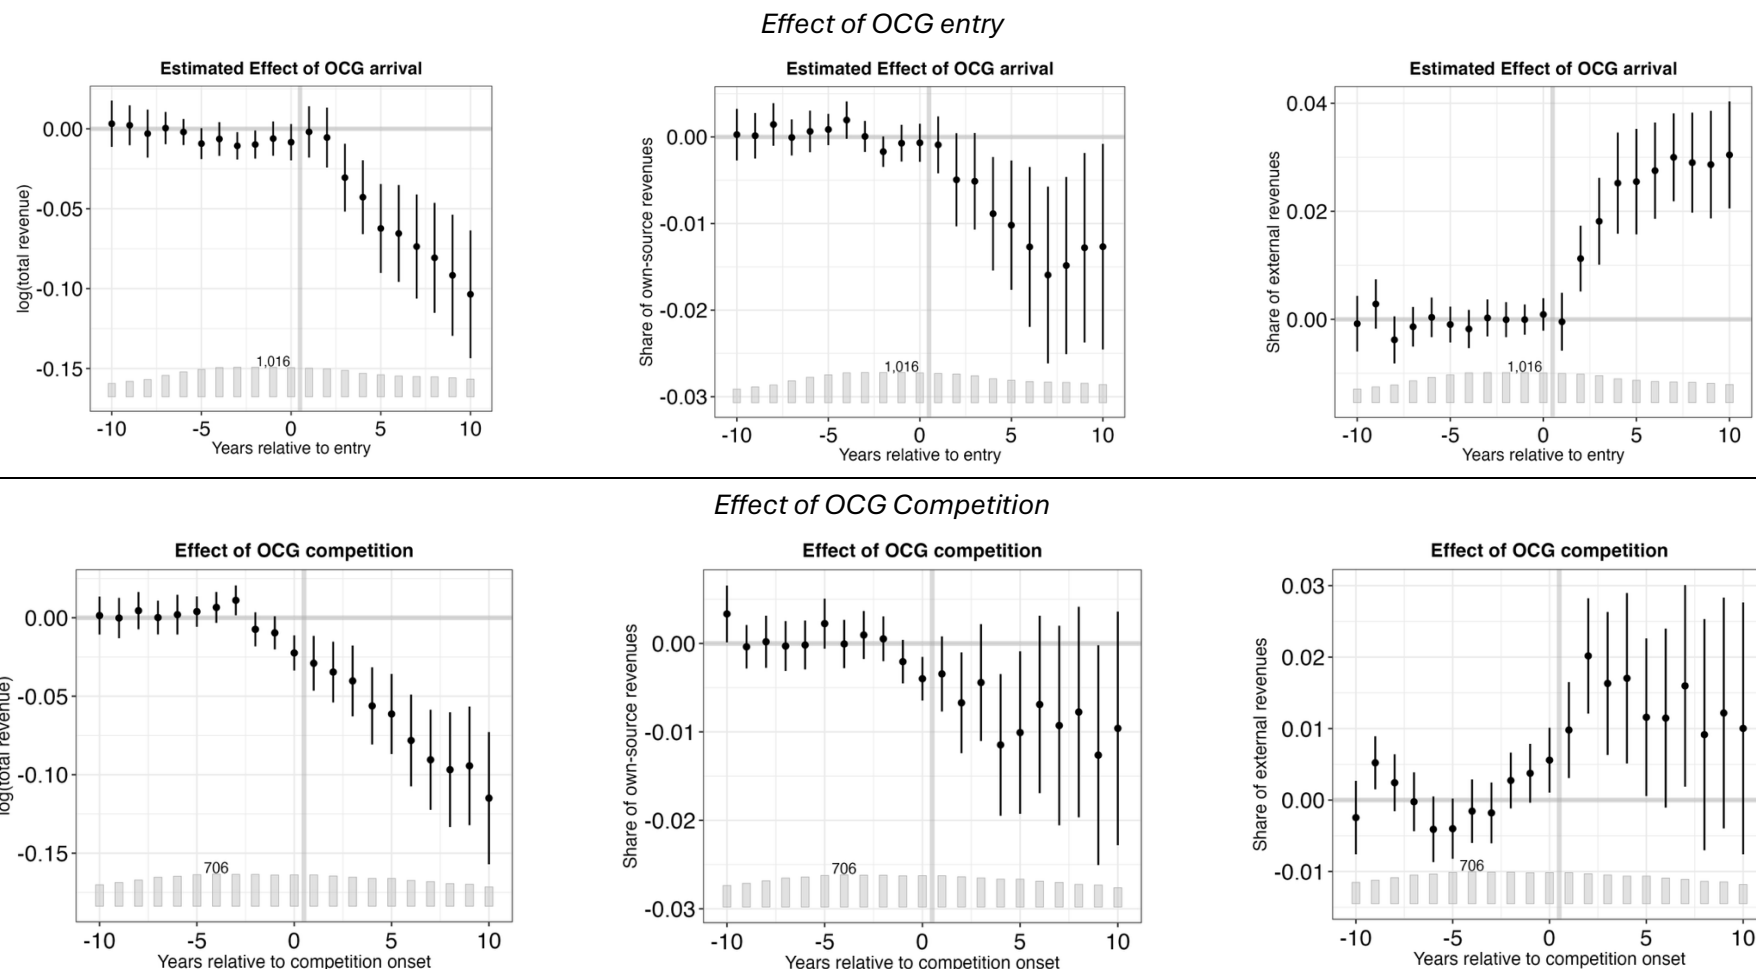 Effect of OCG entry
Estimated Effect of OCG arrival
log(total revenue)
0.00
-0.05
-0.10
-0.15
1,016
-10 -5 0 5 10
Years relative to entry
Estimated Effect of OCG arrival
Share of own-source revenues
0.00
-0.01
-0.02
-0.03
1,016
-10 -5 0 5 10
Years relative to entry
Estimated Effect of OCG arrival
Share of external revenues
0.04
0.02
0.00
1,016
-10 -5 0 5 10
Years relative to entry
Effect of OCG Competition
Effect of OCG competition
log(total revenue)
0.00
-0.05
-0.10
-0.15
706
-10 -5 0 5 10
Years relative to competition onset
Effect of OCG competition
Share of own-source revenues
0.00
-0.01
-0.02
-0.03
706
-10 -5 0 5 10
Years relative to competition onset
Effect of OCG competition
Share of external revenues
0.03
0.02
0.01
0.00
-0.01
706
-10 -5 0 5 10
Years relative to competition onset